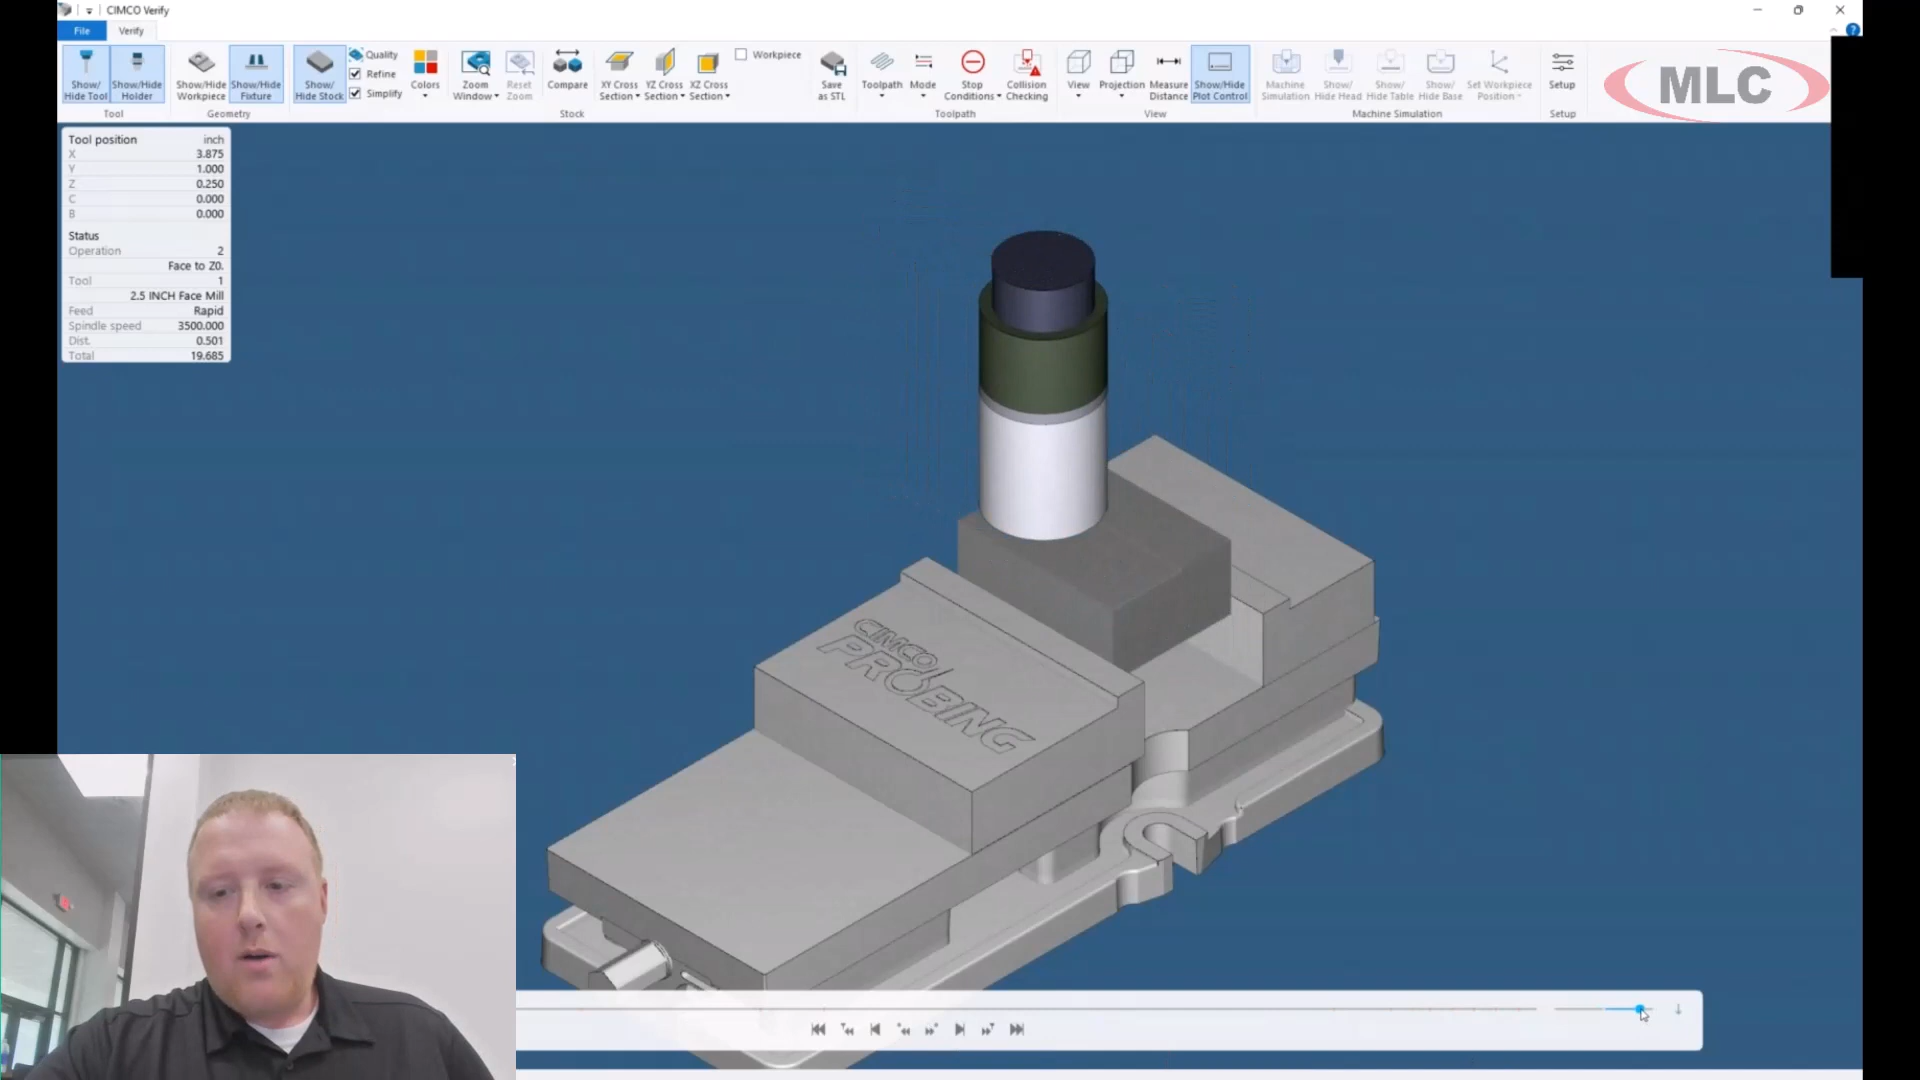 CIMCO Verify
File Verify
Show/ Hide Tool
Show/Hide Holder
Tool
Show/Hide Workpiece
Show/Hide Fixture
Geometry
Show/ Hide Stock
Quality
Refine
Simplify
Colors
Zoom Window
Reset Zoom
Compare
XY Cross Section
YZ Cross Section
XZ Cross Section
Workpiece
Stock
Save as STL
Toolpath
Mode
Stop Conditions
Collision Checking
Toolpath
View
Projection
Measure Distance
Show/Hide Plot Control
View
Machine Simulation
Show/ Hide Head
Show/ Hide Table
Show/ Hide Base
Set Workpiece Position
Machine Simulation
Setup
Setup
MLC
Tool position inch
X 3.875
Y 1.000
Z 0.250
C 0.000
B 0.000
Status
Operation 2
Face to Z0.
Tool 1
2.5 INCH Face Mill
Feed Rapid
Spindle speed 3500.000
Dist. 0.501
Total 19.685
CIMCO
PROBING